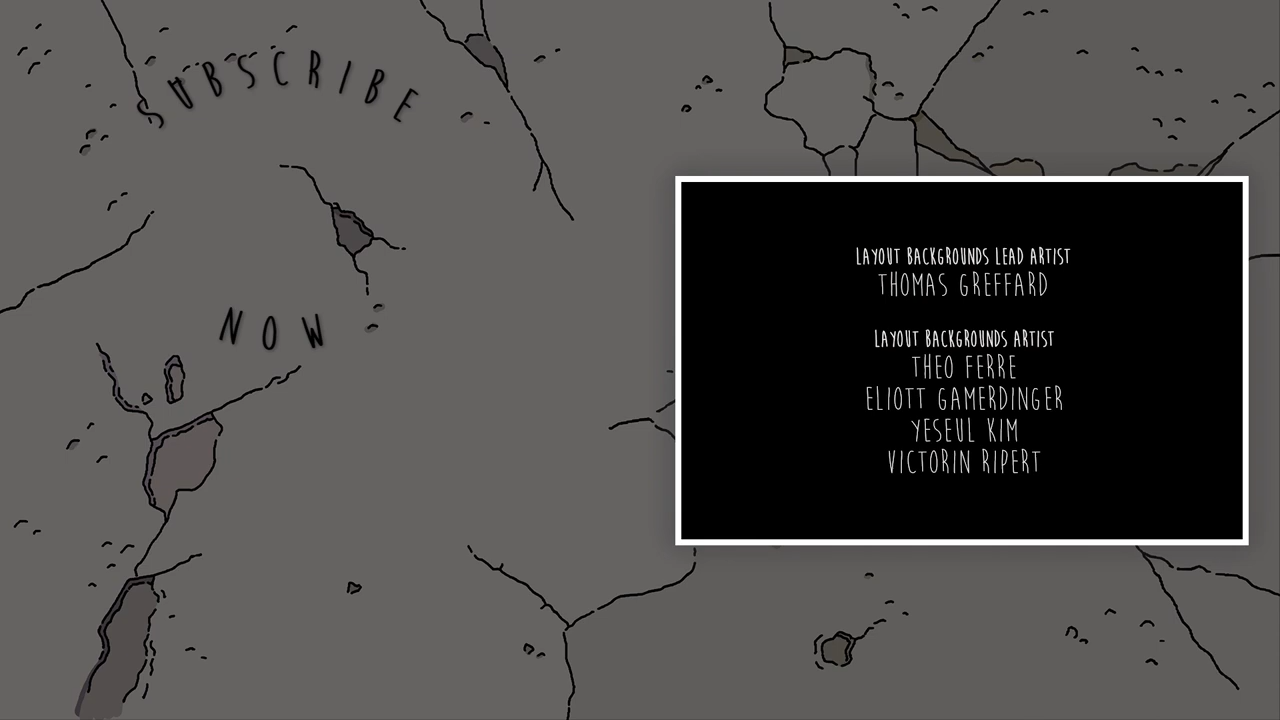 SUBSCRIBE
NOW
LAYOUT BACKGROUNDS LEAD ARTIST
THOMAS GREFFARD
LAYOUT BACKGROUNDS ARTIST
THEO FERRE
ELIOTT GAMERDINGER
YESEUL KIM
VICTORIN RIPERT